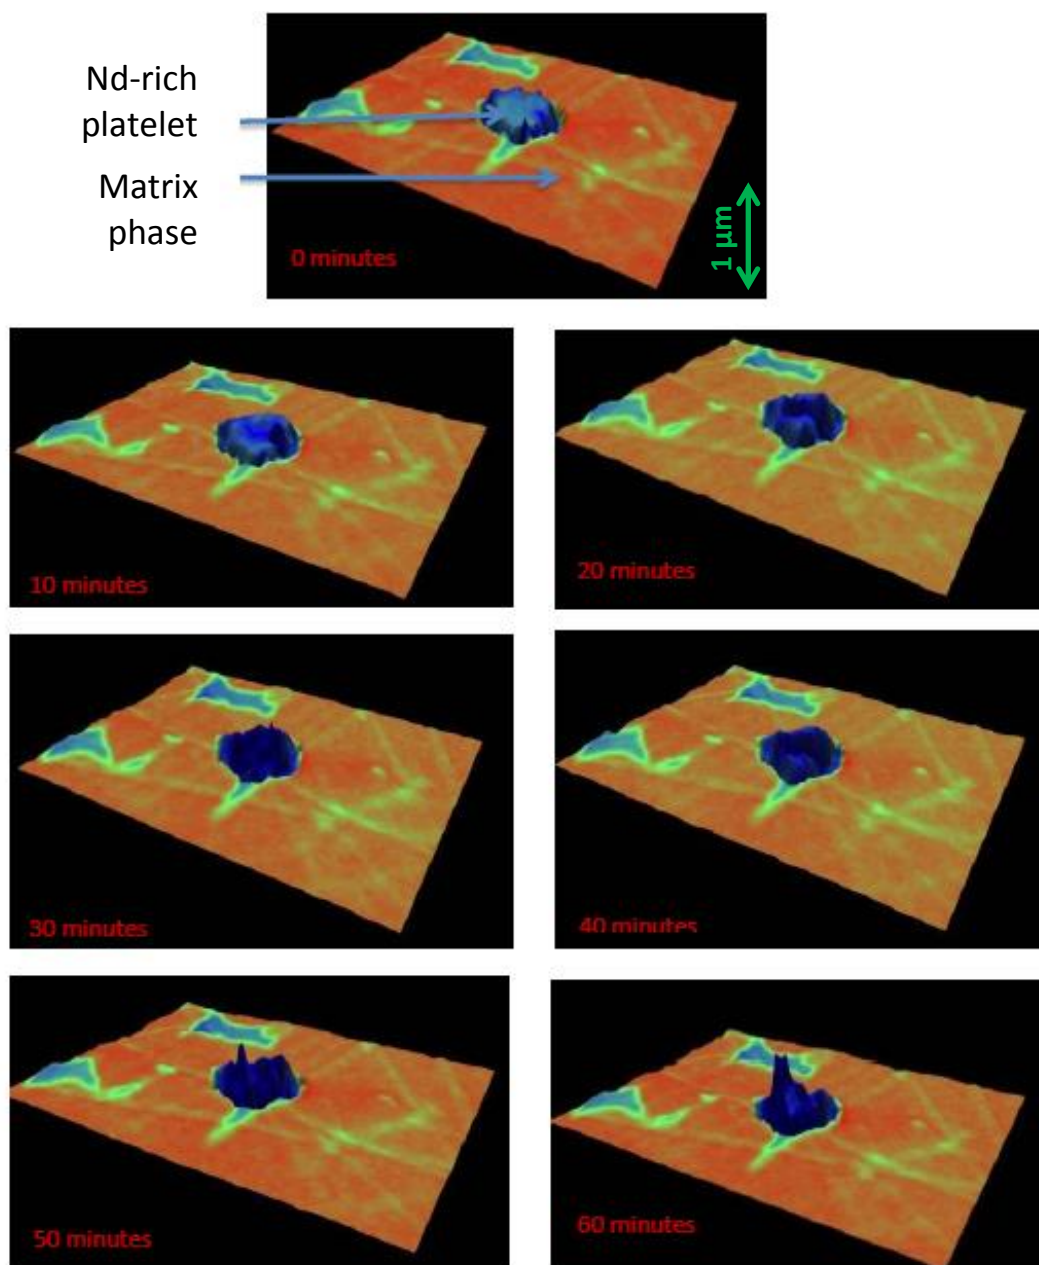 Nd-rich
platelet
Matrix
phase
0 minutes
1 µm
10 minutes
20 minutes
30 minutes
40 minutes
50 minutes
60 minutes